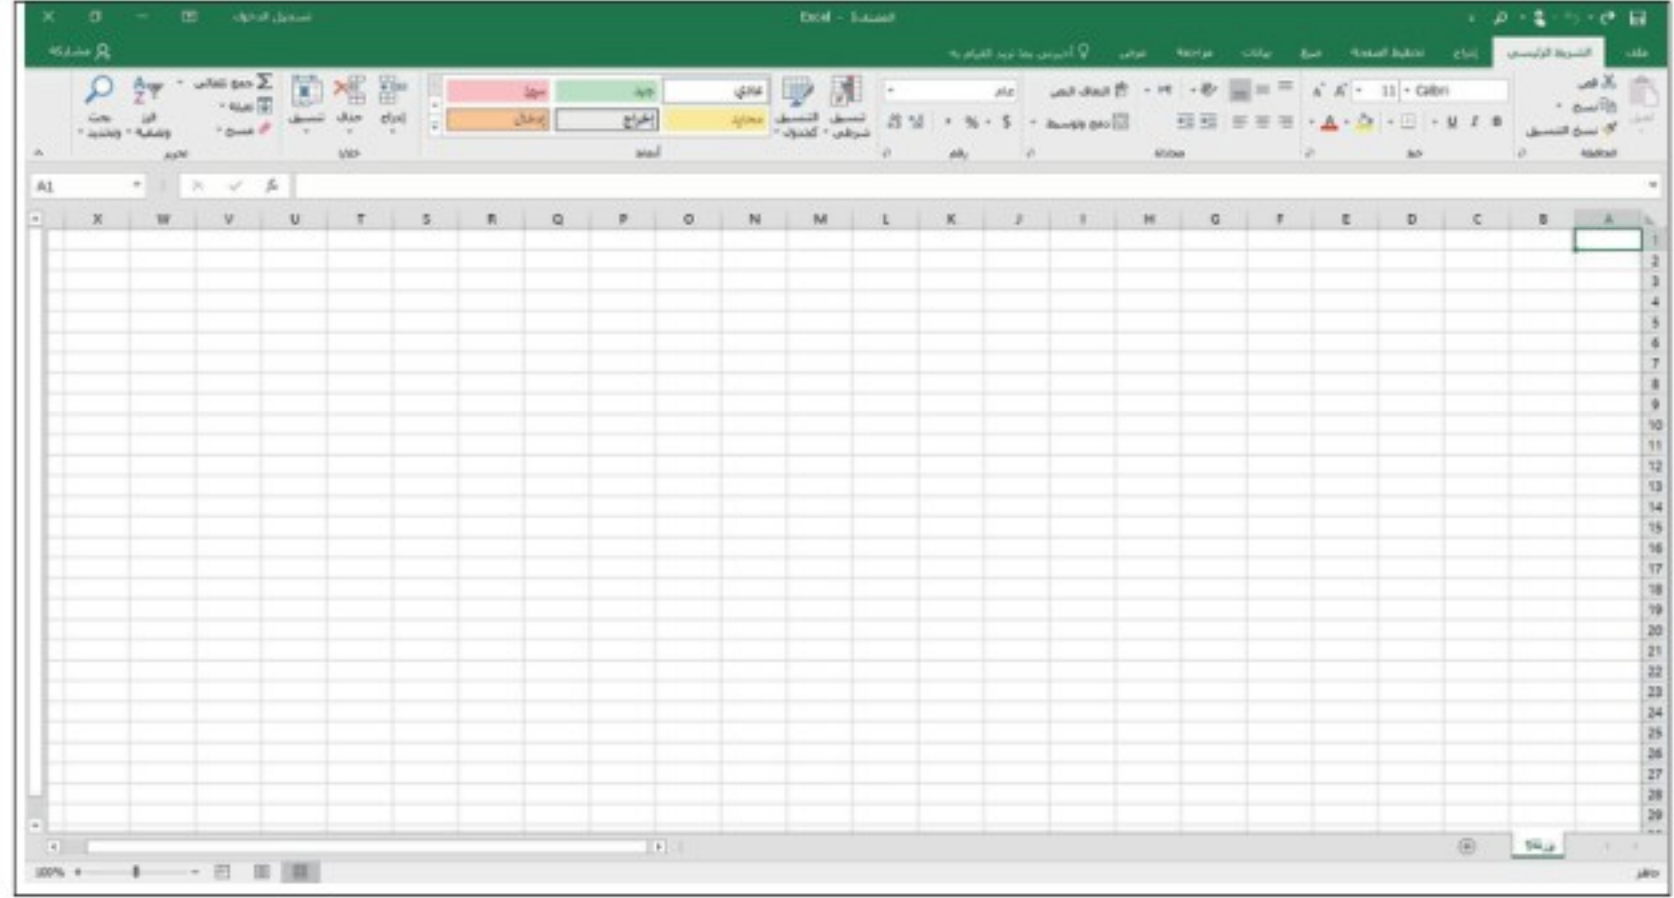 المصنف1 - Excel تسجيل الدخول
ملف الشريط الرئيسي إدراج تخطيط الصفحة صيغ بيانات مراجعة عرض أخبرني بما تريد القيام به مشاركة
قص
نسخ
نسخ التنسيق
الحافظة
Calibri 11
B I U
خط
التفاف النص
دمج وتوسيط
محاذاة
عام
$ %
رقم
تنسيق شرطي
التنسيق كجدول
عادي جيد سيئ
محايد إخراج إدخال
أنماط
إدراج حذف تنسيق
خلايا
جمع تلقائي
تعبئة
مسح
فرز وتصفية
بحث وتحديد
تحرير
A1 fx
A B C D E F G H I J K L M N O P Q R S T U V W X
1
2
3
4
5
6
7
8
9
10
11
12
13
14
15
16
17
18
19
20
21
22
23
24
25
26
27
28
29
ورقة1
جاهز 100%